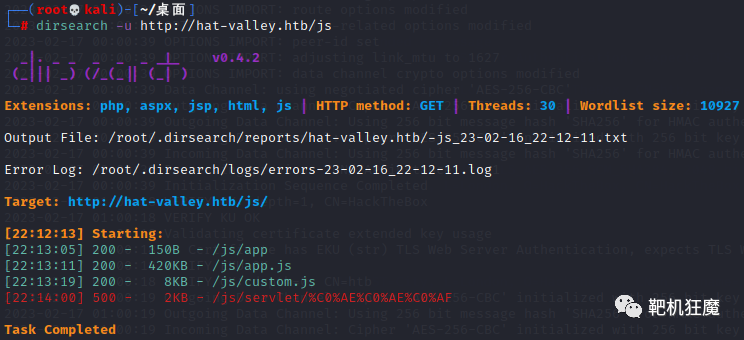 ┌──(root💀kali)-[~/桌面]
└─# dirsearch -u http://hat-valley.htb/js
v0.4.2
Extensions: php, aspx, jsp, html, js | HTTP method: GET | Threads: 30 | Wordlist size: 10927
Output File: /root/.dirsearch/reports/hat-valley.htb/-js_23-02-16_22-12-11.txt
Error Log: /root/.dirsearch/logs/errors-23-02-16_22-12-11.log
Target: http://hat-valley.htb/js/
[22:12:13] Starting:
[22:13:05] 200 -  150B  - /js/app
[22:13:11] 200 -  420KB - /js/app.js
[22:13:19] 200 -    8KB - /js/custom.js
[22:14:00] 500 -    2KB - /js/servlet/%C0%AE%C0%AE%C0%AF
Task Completed
靶机狂魔